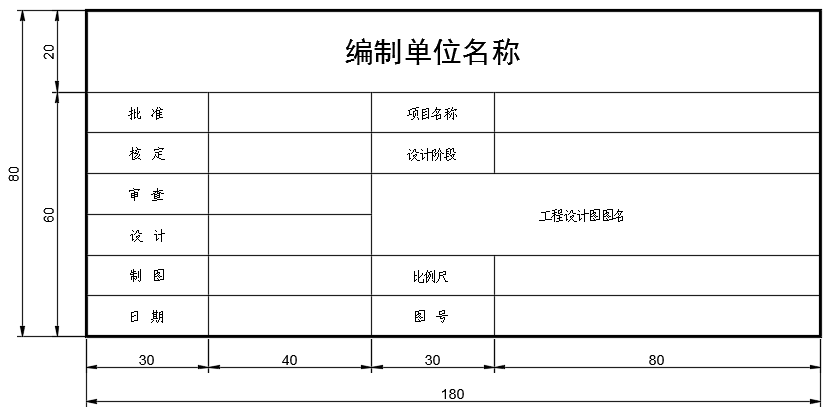 编制单位名称
20
批 准
项目名称
核 定
设计阶段
80
审 查
60
工程设计图图名
设 计
制 图
比例尺
日 期
图 号
30
40
30
80
180